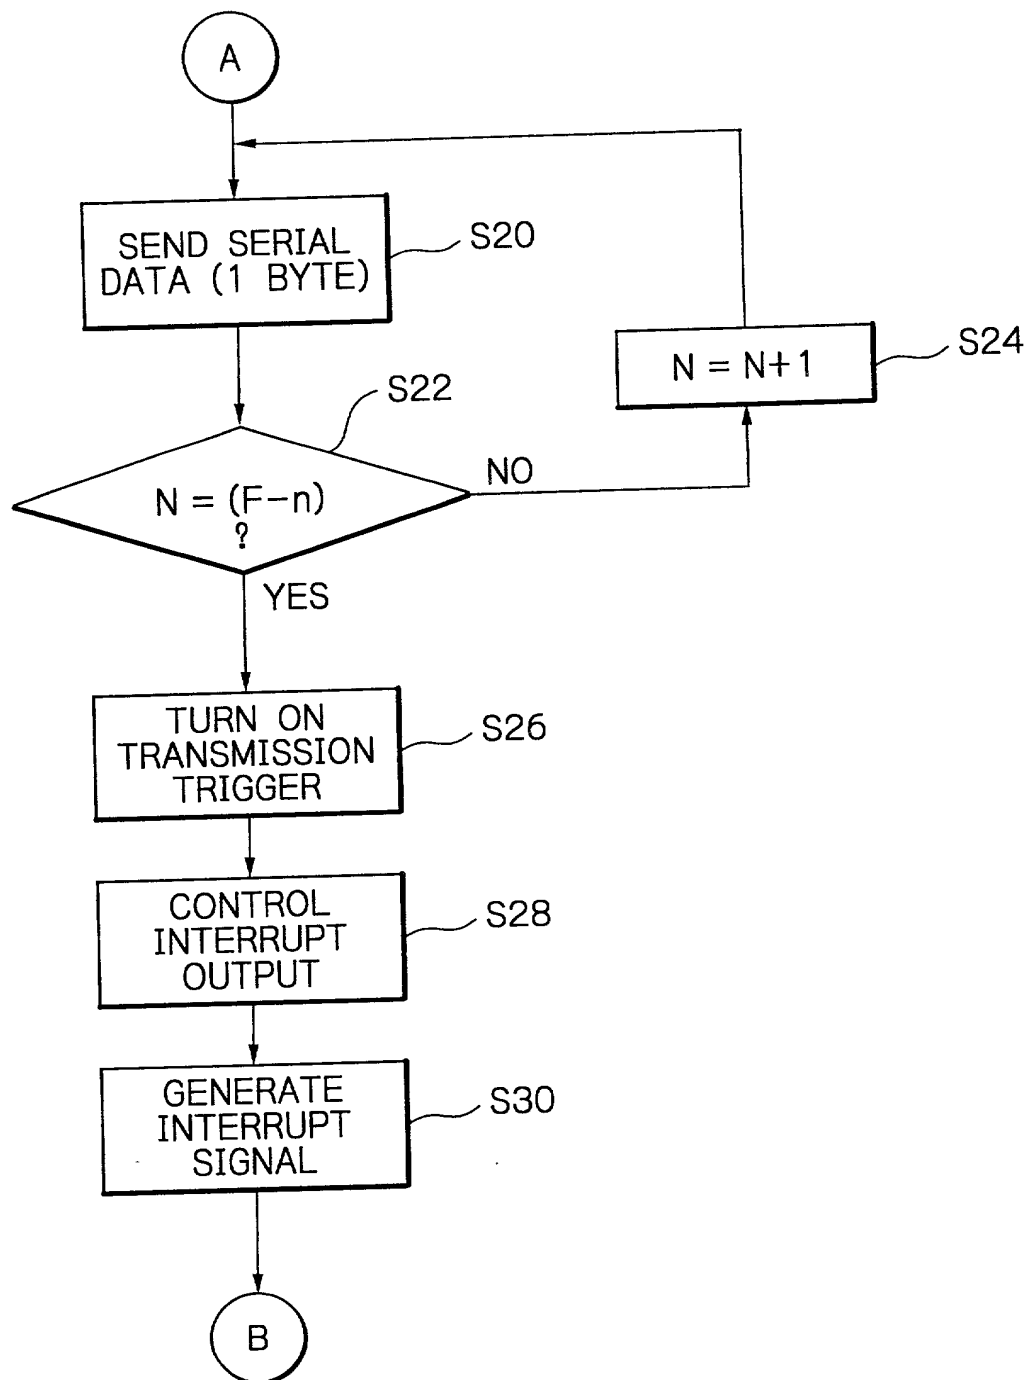 A
SEND SERIAL
DATA (1 BYTE)
S20
N = N+1
S24
S22
N = (F-n)
?
NO
YES
TURN ON
TRANSMISSION
TRIGGER
S26
CONTROL
INTERRUPT
OUTPUT
S28
GENERATE
INTERRUPT
SIGNAL
S30
B